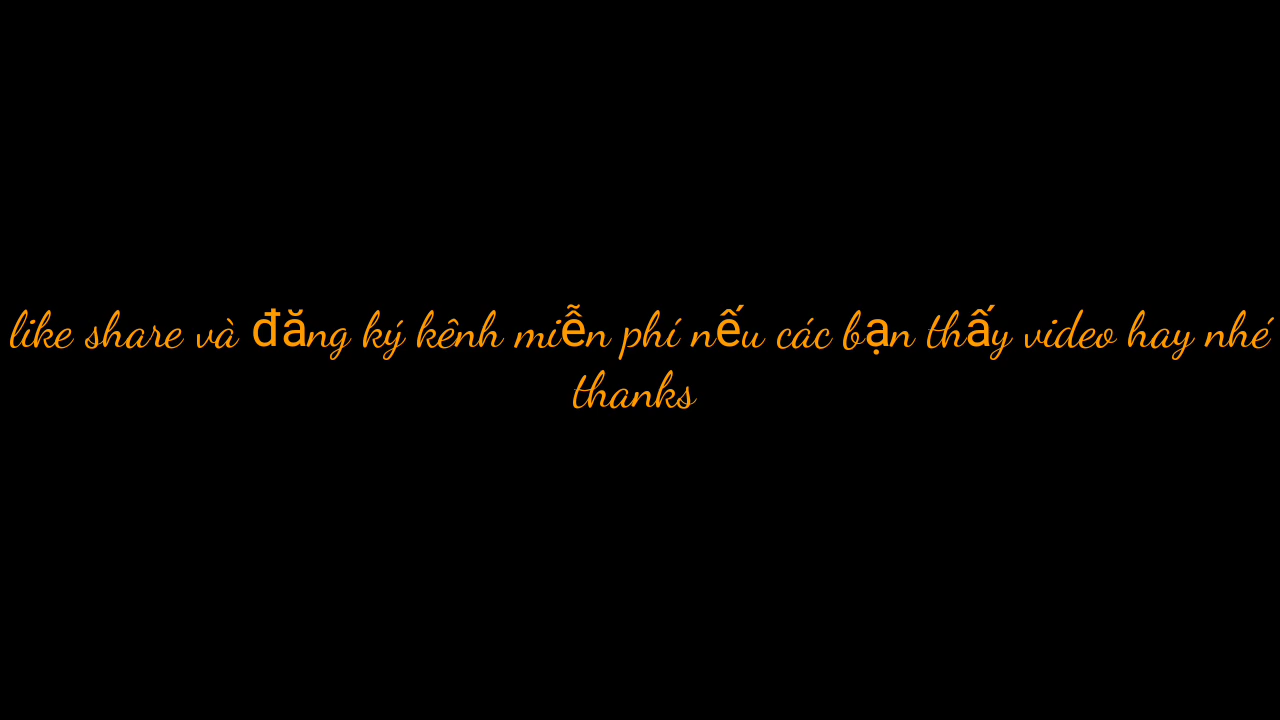 like share và đăng ký kênh miễn phí nếu các bạn thấy video hay nhé
thanks